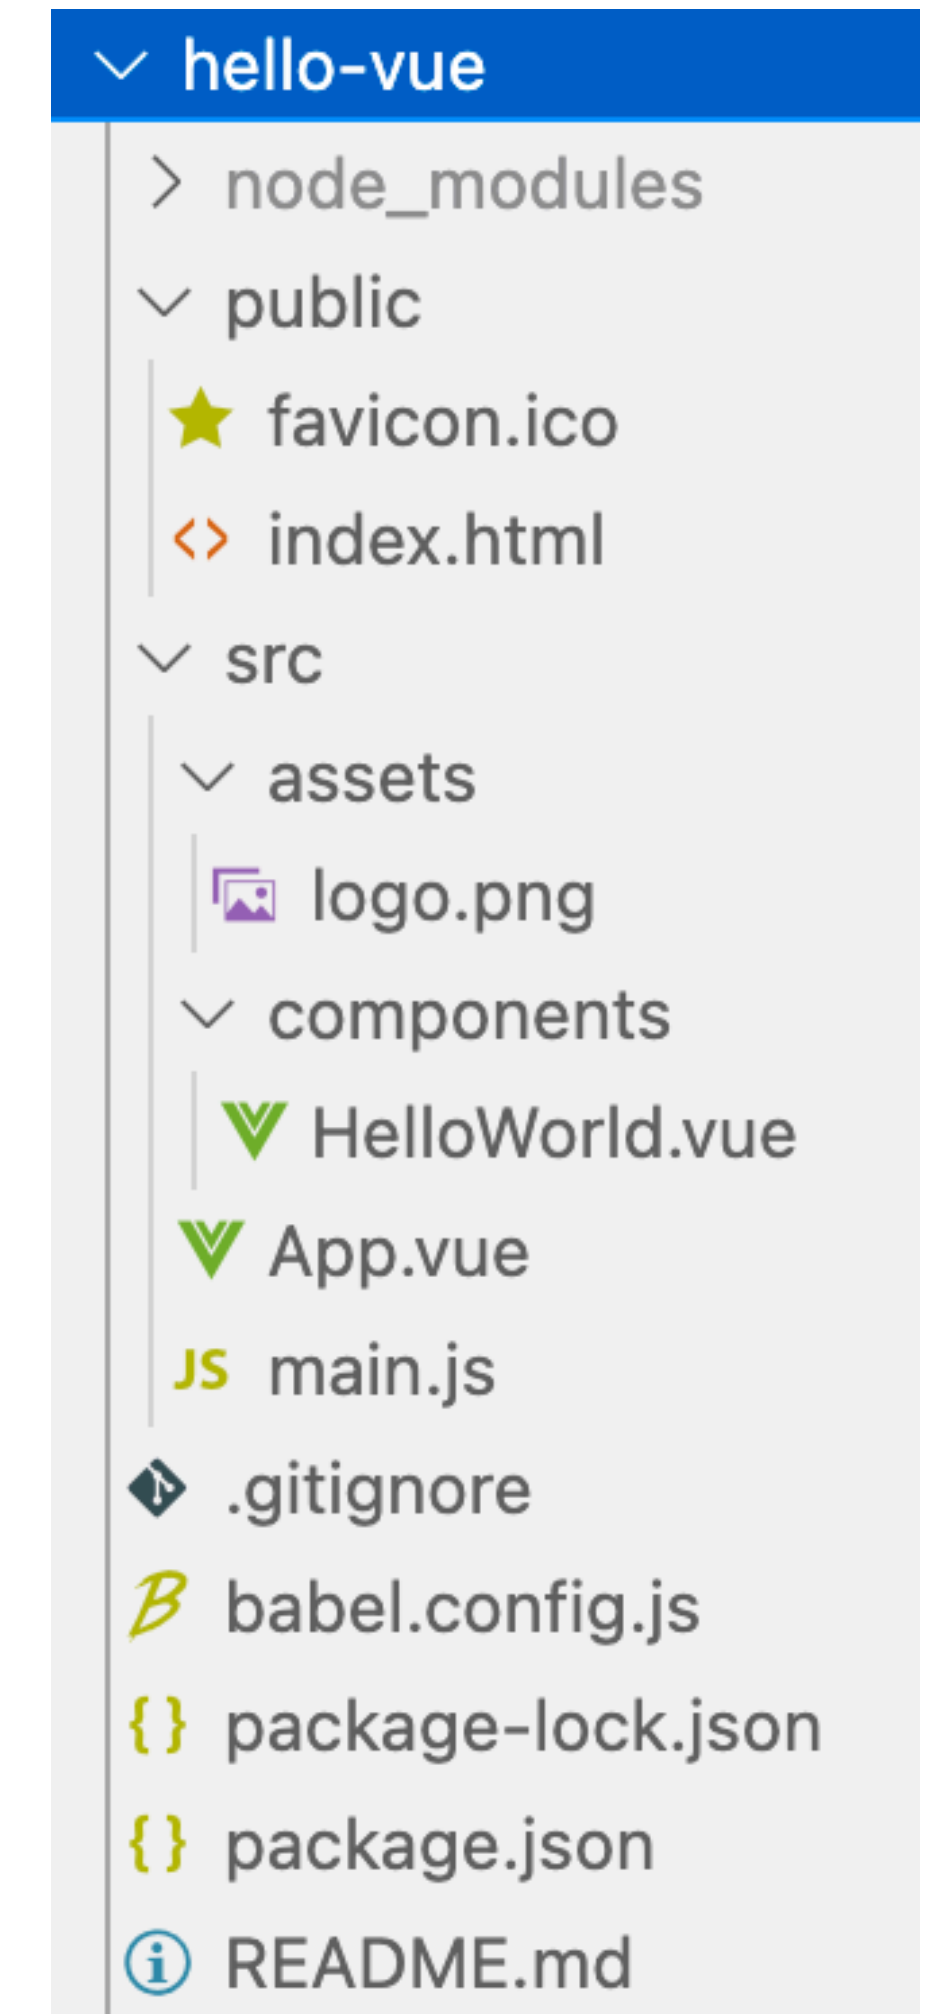 hello-vue
node_modules
public
favicon.ico
<> index.html
src
assets
logo.png
components
HelloWorld.vue
App.vue
JS main.js
.gitignore
B babel.config.js
{} package-lock.json
{} package.json
i README.md